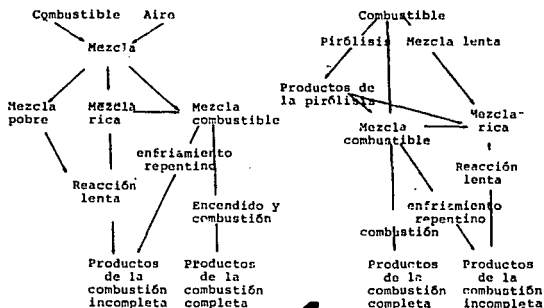 Combustible Aire
Mezcla
Mezcla pobre
Mezcla rica
Mezcla combustible
enfriamiento repentino
Reacción lenta
Encendido y combustión
Productos de la combustión incompleta
Productos de la combustión completa
Combustible
Pirólisis Mezcla lenta
Productos de la pirólisis
Mezcla combustible
Mezcla rica
Reacción lenta
enfriamiento repentino
combustión
Productos de la combustión completa
Productos de la combustión incompleta